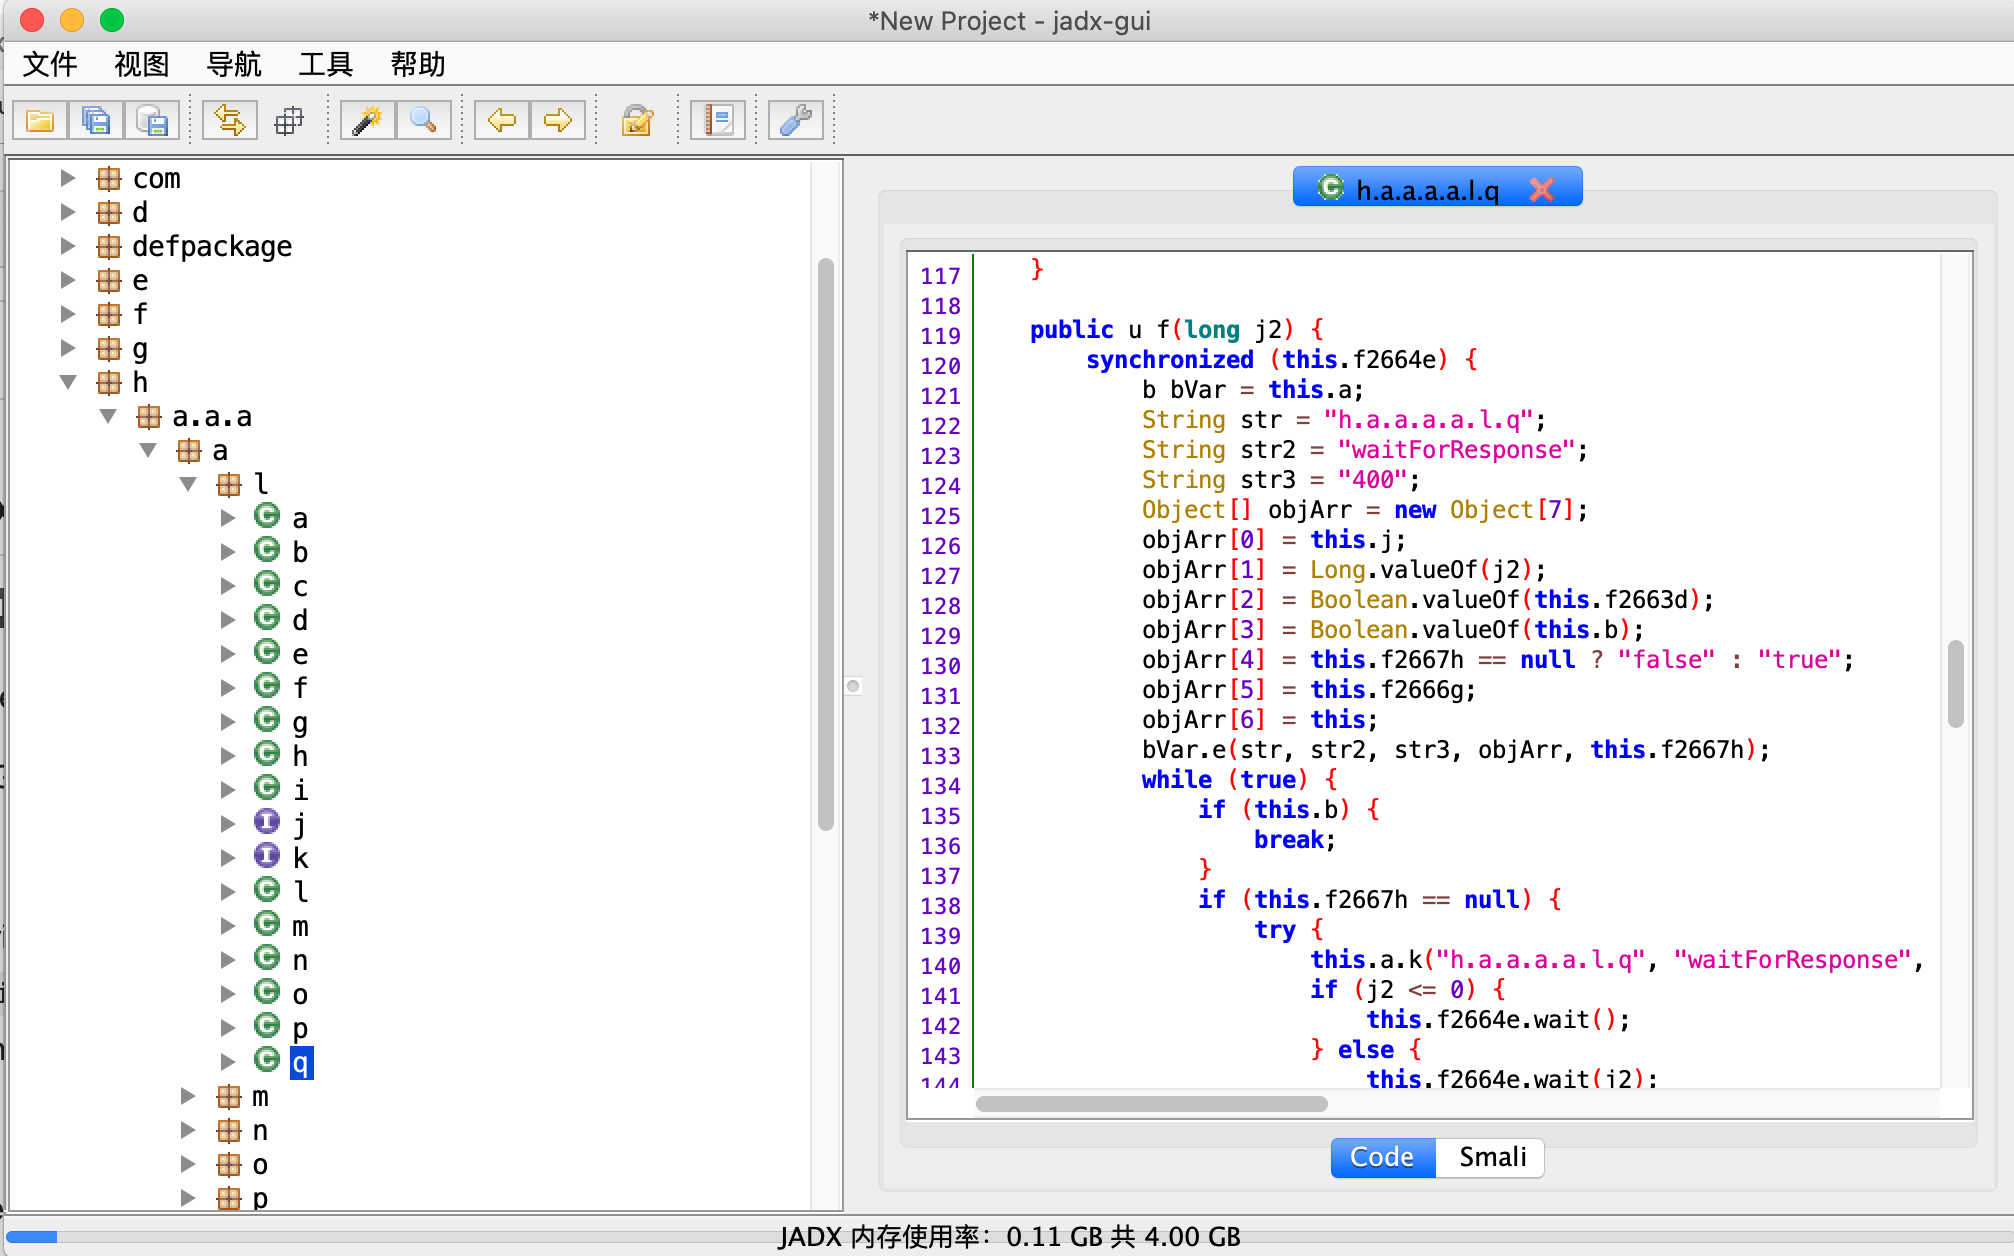 *New Project - jadx-gui
文件 视图 导航 工具 帮助
com
d
defpackage
e
f
g
h
a.a.a
a
l
a
b
c
d
e
f
g
h
i
j
k
l
m
n
o
p
q
m
n
o
p
h.a.a.a.a.l.q
117 }
118
119 public u f(long j2) {
120 synchronized (this.f2664e) {
121 b bVar = this.a;
122 String str = "h.a.a.a.a.l.q";
123 String str2 = "waitForResponse";
124 String str3 = "400";
125 Object[] objArr = new Object[7];
126 objArr[0] = this.j;
127 objArr[1] = Long.valueOf(j2);
128 objArr[2] = Boolean.valueOf(this.f2663d);
129 objArr[3] = Boolean.valueOf(this.b);
130 objArr[4] = this.f2667h == null ? "false" : "true";
131 objArr[5] = this.f2666g;
132 objArr[6] = this;
133 bVar.e(str, str2, str3, objArr, this.f2667h);
134 while (true) {
135 if (this.b) {
136 break;
137 }
138 if (this.f2667h == null) {
139 try {
140 this.a.k("h.a.a.a.a.l.q", "waitForResponse",
141 if (j2 <= 0) {
142 this.f2664e.wait();
143 } else {
144 this.f2664e.wait(j2);
Code Smali
JADX 内存使用率：0.11 GB 共 4.00 GB